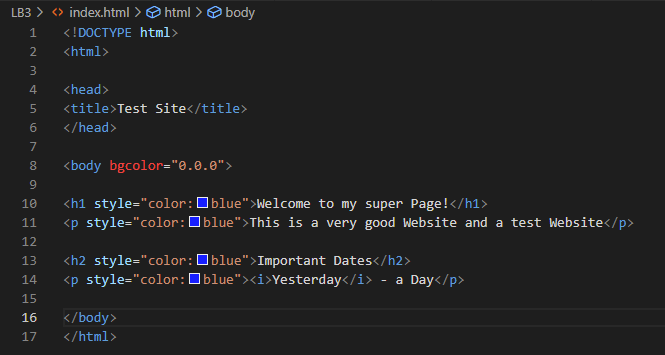 LB3 > <> index.html > html > body
1 <!DOCTYPE html>
2 <html>
3
4 <head>
5 <title>Test Site</title>
6 </head>
7
8 <body bgcolor="0.0.0">
9
10 <h1 style="color:blue">Welcome to my super Page!</h1>
11 <p style="color:blue">This is a very good Website and a test Website</p>
12
13 <h2 style="color:blue">Important Dates</h2>
14 <p style="color:blue"><i>Yesterday</i> - a Day</p>
15
16 </body>
17 </html>